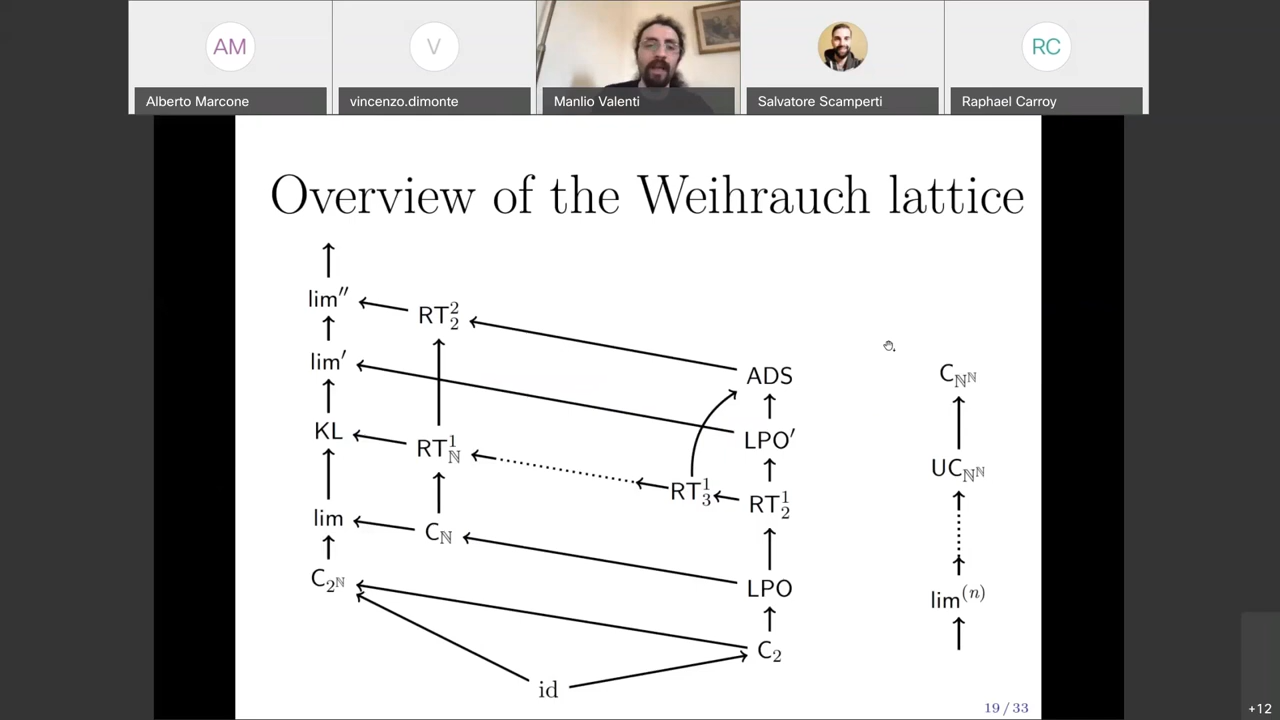 AM
V
RC
Alberto Marcone
vincenzo.dimonte
Manlio Valenti
Salvatore Scamperti
Raphael Carroy
Overview of the Weihrauch lattice
lim′′
RT²₂
lim′
ADS
C_ℕ^ℕ
KL
RT¹_ℕ
LPO′
UC_ℕ^ℕ
RT¹₃
RT¹₂
lim
C_ℕ
C_2^ℕ
LPO
lim⁽ⁿ⁾
C₂
id
19 / 33
+12